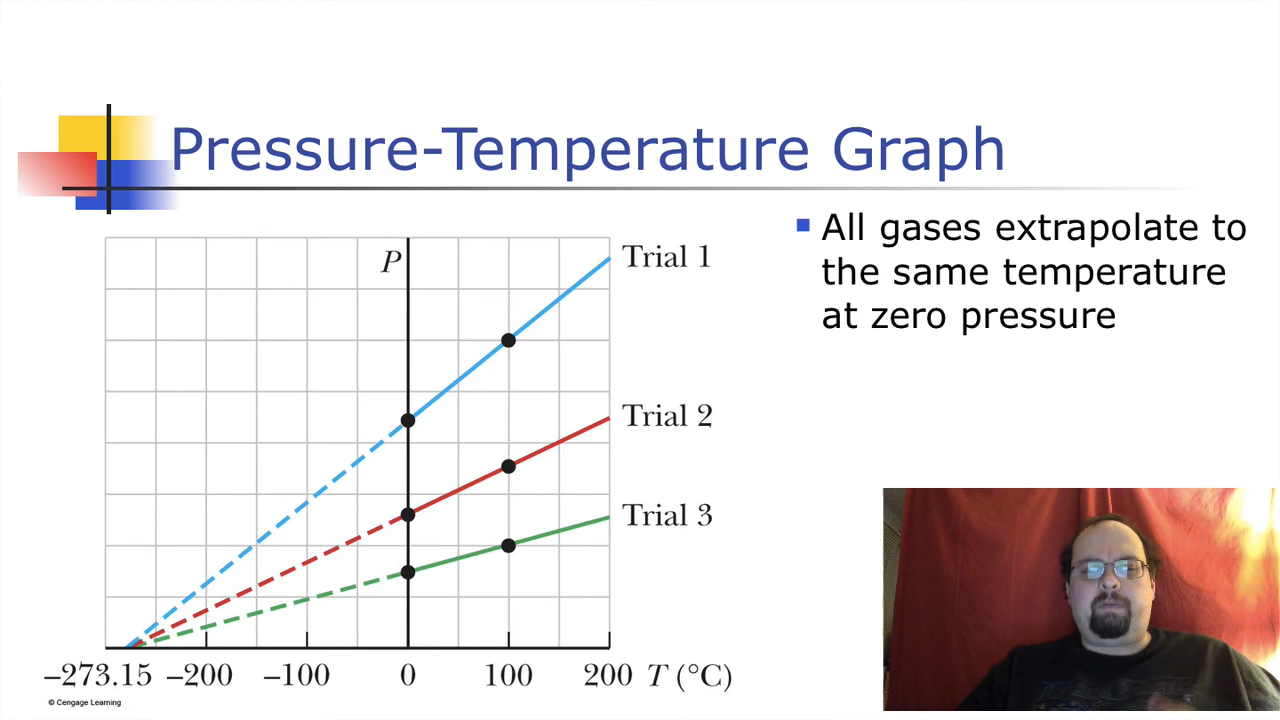 Pressure-Temperature Graph
P
Trial 1
Trial 2
Trial 3
–273.15 –200 –100 0 100 200 T (°C)
© Cengage Learning
All gases extrapolate to
the same temperature
at zero pressure